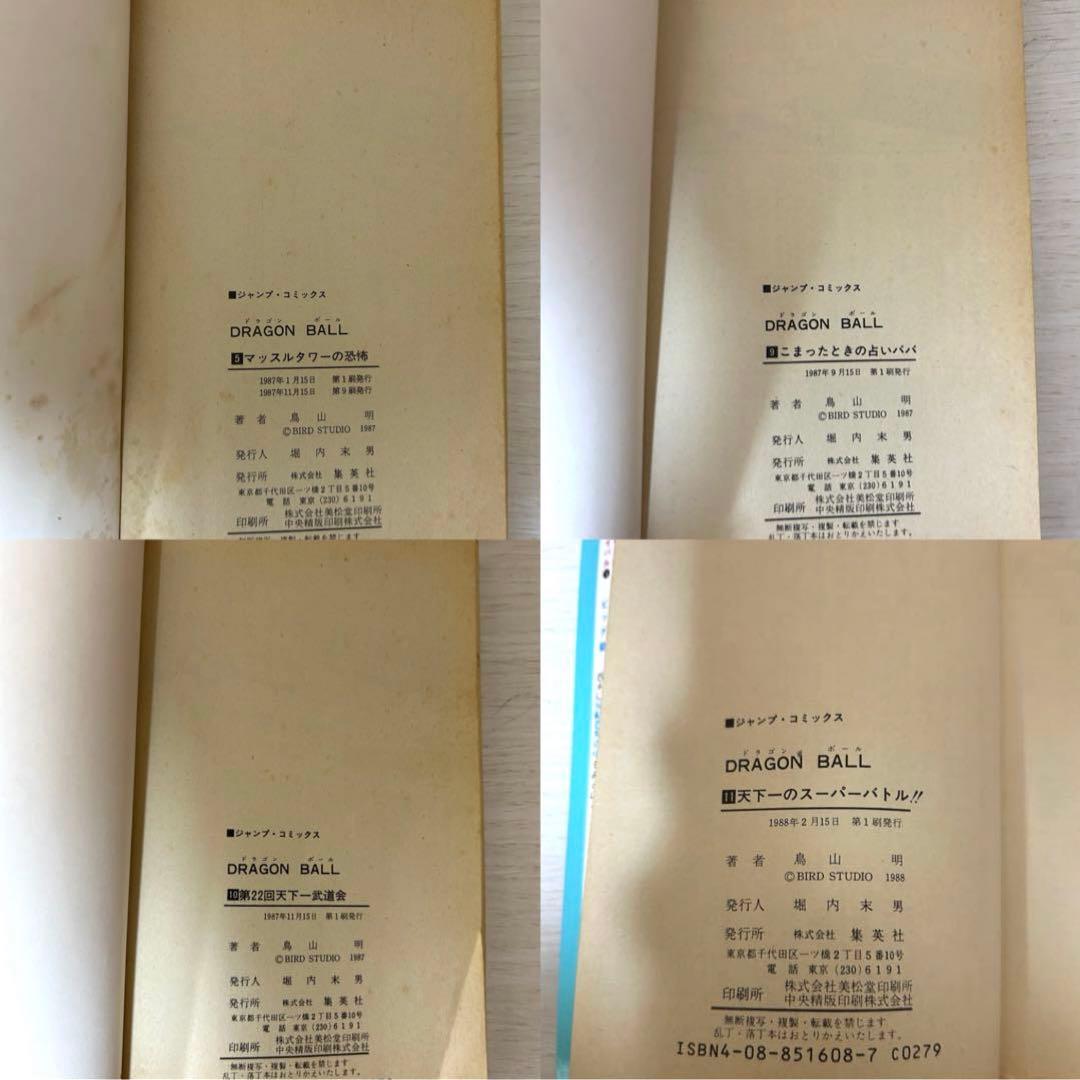 ■ジャンプ・コミックス
ドラゴン ボール
DRAGON BALL
5 マッスルタワーの恐怖
1987年1月15日 第1刷発行
1987年11月15日 第9刷発行
著者 鳥山 明
©BIRD STUDIO 1987
発行人 堀内末男
発行所 株式会社 集英社
東京都千代田区一ツ橋2丁目5番10号
電話 東京(230)6191
印刷所 株式会社美松堂印刷所
中央精版印刷株式会社
無断複写・複製・転載を禁じます
■ジャンプ・コミックス
ドラゴン ボール
DRAGON BALL
9 こまったときの占いババ
1987年9月15日 第1刷発行
著者 鳥山 明
©BIRD STUDIO 1987
発行人 堀内末男
発行所 株式会社 集英社
東京都千代田区一ツ橋2丁目5番10号
電話 東京(230)6191
印刷所 株式会社美松堂印刷所
中央精版印刷株式会社
無断複写・複製・転載を禁じます
乱丁・落丁本はおとりかえいたします。
■ジャンプ・コミックス
ドラゴン ボール
DRAGON BALL
10 第22回天下一武道会
1987年11月15日 第1刷発行
著者 鳥山 明
©BIRD STUDIO 1987
発行人 堀内末男
発行所 株式会社 集英社
東京都千代田区一ツ橋2丁目5番10号
電話 東京(230)6191
印刷所 株式会社美松堂印刷所
中央精版印刷株式会社
無断複写・複製・転載を禁じます
乱丁・落丁本はおとりかえいたします。
■ジャンプ・コミックス
ドラゴン ボール
DRAGON BALL
11 天下一のスーパーバトル!!
1988年2月15日 第1刷発行
著者 鳥山 明
©BIRD STUDIO 1988
発行人 堀内末男
発行所 株式会社 集英社
東京都千代田区一ツ橋2丁目5番10号
電話 東京(230)6191
印刷所 株式会社美松堂印刷所
中央精版印刷株式会社
無断複写・複製・転載を禁じます
乱丁・落丁本はおとりかえいたします。
ISBN4-08-851608-7 C0279